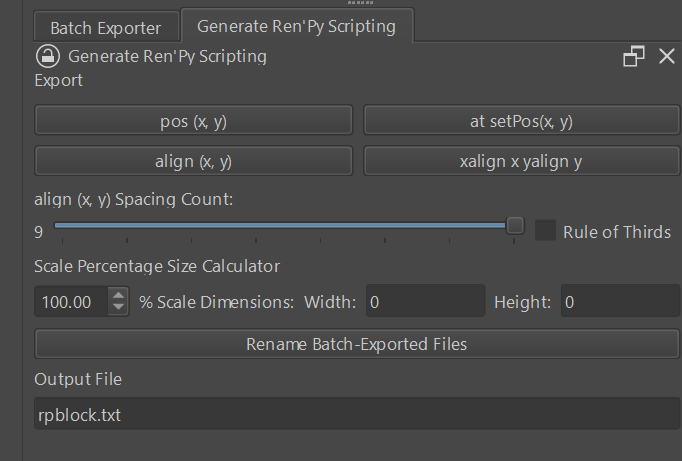 Batch Exporter Generate Ren'Py Scripting
Generate Ren'Py Scripting
Export
pos (x, y) at setPos(x, y)
align (x, y) xalign x yalign y
align (x, y) Spacing Count:
9 Rule of Thirds
Scale Percentage Size Calculator
100.00 % Scale Dimensions: Width: 0 Height: 0
Rename Batch-Exported Files
Output File
rpblock.txt